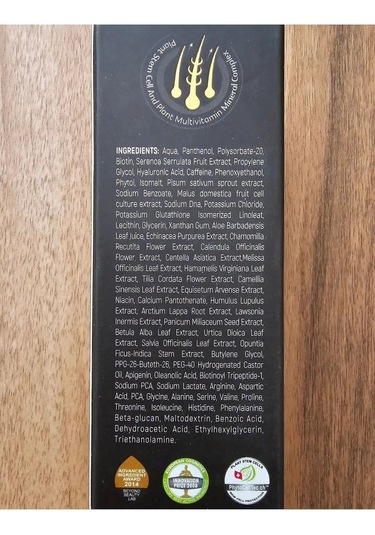 Plant Stem Cell And Plant Multivitamin Mineral Complex
INGREDIENTS: Aqua, Panthenol, Polysorbate-20,
Biotin, Serenoa Serrulata Fruit Extract, Propylene
Glycol, Hyaluronic Acid, Caffeine, Phenoxyethanol,
Phytol, Isomalt, Pisum sativum sprout extract,
Sodium Benzoate, Malus domestica fruit cell
culture extract, Sodium Dna, Potassium Chloride,
Potassium Glutathione Isomerized Linoleat,
Lecithin, Glycerin, Xanthan Gum, Aloe Barbadensis
Leaf Juice, Echinacea Purpurea Extract, Chamomilla
Recutita Flower Extract, Calendula Officinalis
Flower Extract, Centella Asiatica Extract,Melissa
Officinalis Leaf Extract, Hamamelis Virginiana Leaf
Extract, Tilia Cordata Flower Extract, Camellia
Sinensis Leaf Extract, Equisetum Arvense Extract,
Niacin, Calcium Pantothenate, Humulus Lupulus
Extract, Arctium Lappa Root Extract, Lawsonia
Inermis Extract, Panicum Miliaceum Seed Extract,
Betula Alba Leaf Extract, Urtica Dioica Leaf
Extract, Salvia Officinalis Leaf Extract, Opuntia
Ficus-Indica Stem Extract, Butylene Glycol,
PPG-26-Buteth-26, PEG-40 Hydrogenated Castor
Oil, Apigenin, Oleanolic Acid, Biotinoyl Tripeptide-1,
Sodium PCA, Sodium Lactate, Arginine, Aspartic
Acid, PCA, Glycine, Alanine, Serine, Valine, Proline,
Threonine, Isoleucine, Histidine, Phenylalanine,
Beta-glucan, Maltodextrin, Benzoic Acid,
Dehydroacetic Acid, Ethylhexylglycerin,
Triethanolamine.
ADVANCED
INGREDIENT
AWARD
2014
BEYOND
BEAUTY
LAB
INNOVATION
PRIZE 2008
PLANT STEM CELLS
PhytoCellTec.ch